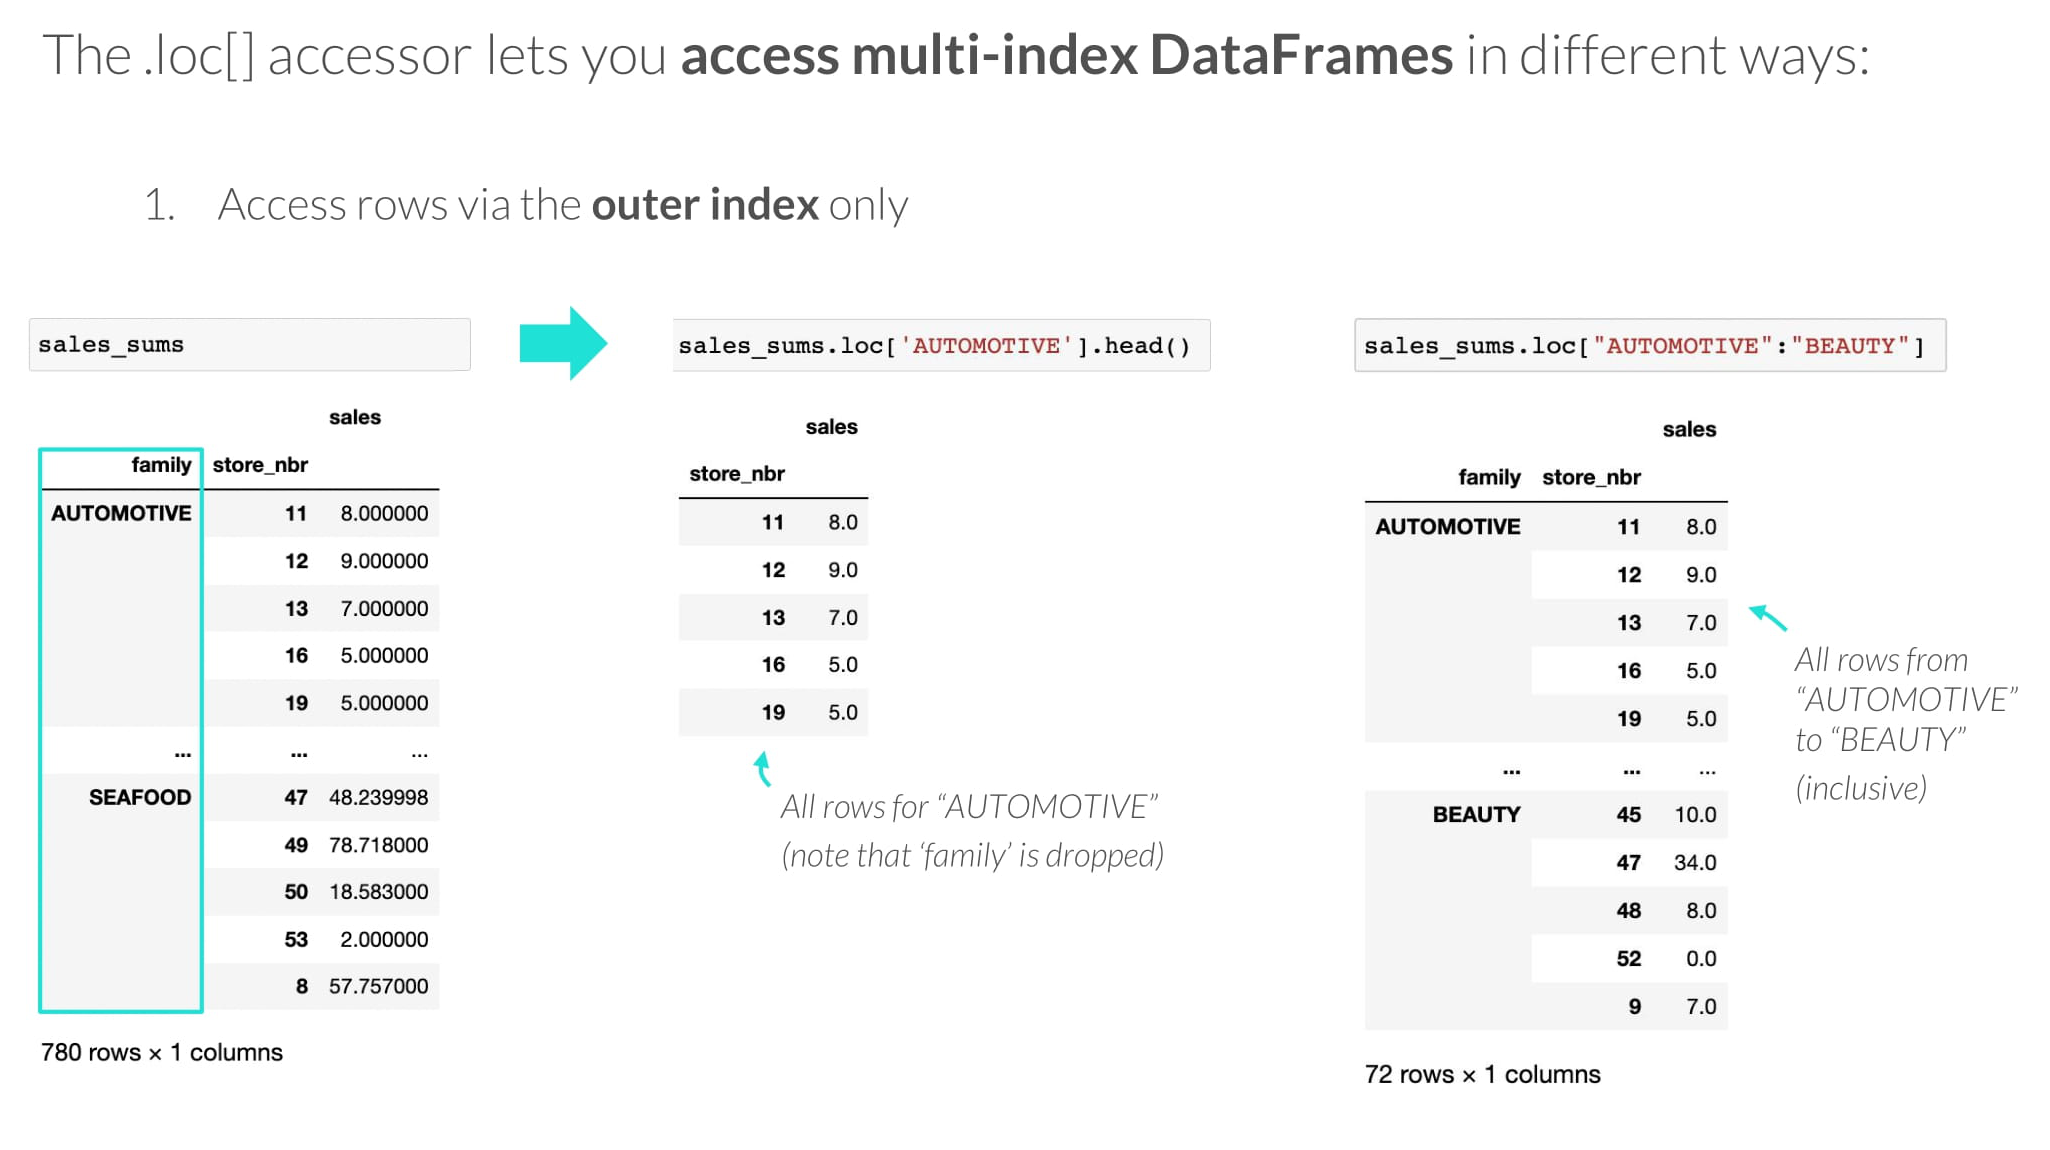 The .loc[] accessor lets you access multi-index DataFrames in different ways:
1. Access rows via the outer index only
sales_sums
sales
family store_nbr
AUTOMOTIVE 11 8.000000
12 9.000000
13 7.000000
16 5.000000
19 5.000000
... ... ...
SEAFOOD 47 48.239998
49 78.718000
50 18.583000
53 2.000000
8 57.757000
780 rows × 1 columns
sales_sums.loc['AUTOMOTIVE'].head()
sales
store_nbr
11 8.0
12 9.0
13 7.0
16 5.0
19 5.0
All rows for “AUTOMOTIVE”
(note that ‘family’ is dropped)
sales_sums.loc["AUTOMOTIVE":"BEAUTY"]
sales
family store_nbr
AUTOMOTIVE 11 8.0
12 9.0
13 7.0
16 5.0
19 5.0
... ... ...
BEAUTY 45 10.0
47 34.0
48 8.0
52 0.0
9 7.0
72 rows × 1 columns
All rows from
“AUTOMOTIVE”
to “BEAUTY”
(inclusive)